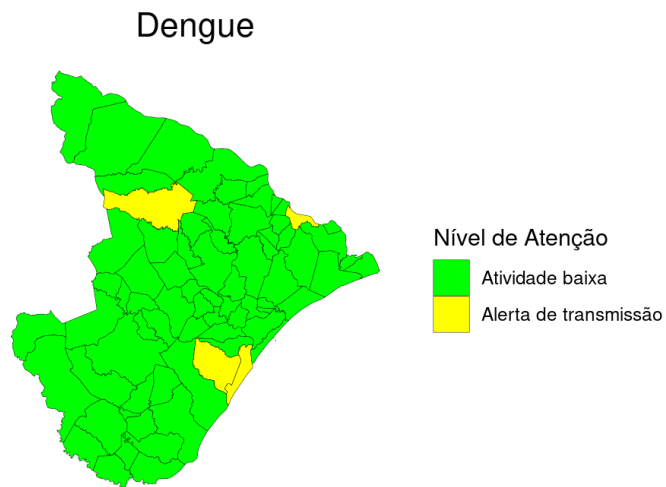 Dengue
Nível de Atenção
Atividade baixa
Alerta de transmissão